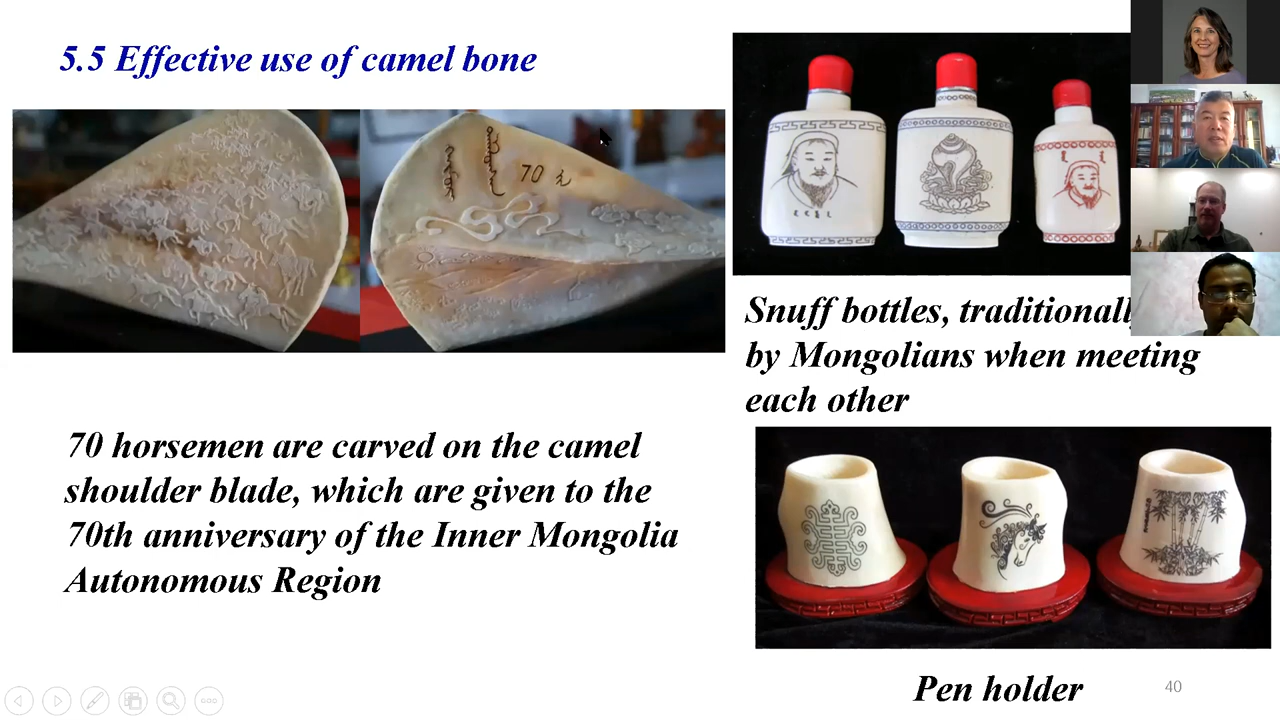 5.5 Effective use of camel bone
70
70 horsemen are carved on the camel
shoulder blade, which are given to the
70th anniversary of the Inner Mongolia
Autonomous Region
Snuff bottles, traditionally
by Mongolians when meeting
each other
Pen holder
40